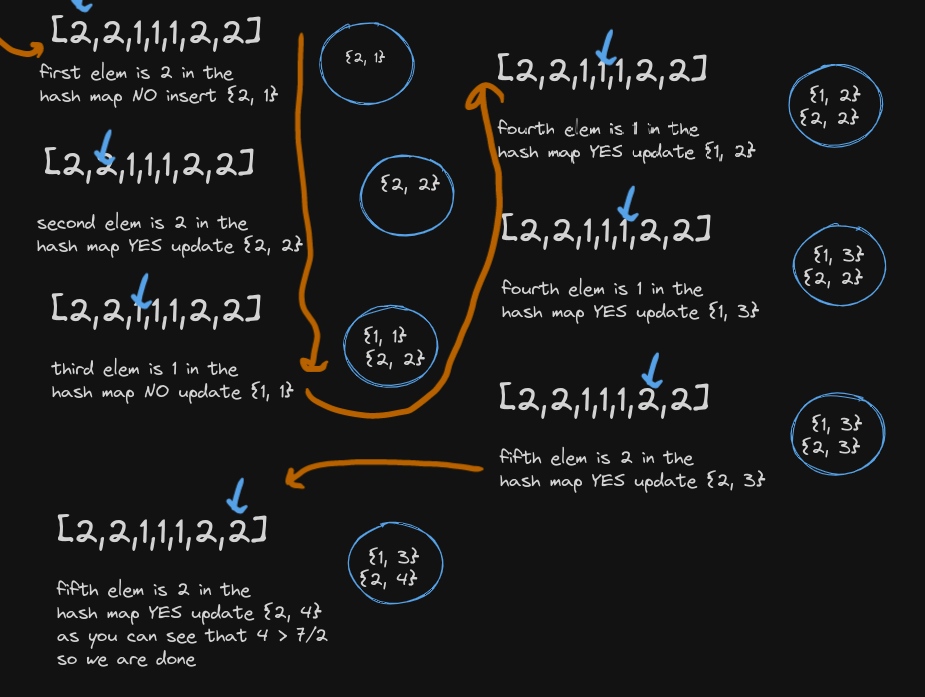 [2,2,1,1,1,2,2]
first elem is 2 in the
hash map NO insert {2, 1}
{2, 1}
[2,2,1,1,1,2,2]
second elem is 2 in the
hash map YES update {2, 2}
{2, 2}
[2,2,1,1,1,2,2]
third elem is 1 in the
hash map NO update {1, 1}
{1, 1}
{2, 2}
[2,2,1,1,1,2,2]
fourth elem is 1 in the
hash map YES update {1, 2}
{1, 2}
{2, 2}
[2,2,1,1,1,2,2]
fourth elem is 1 in the
hash map YES update {1, 3}
{1, 3}
{2, 2}
[2,2,1,1,1,2,2]
fifth elem is 2 in the
hash map YES update {2, 3}
{1, 3}
{2, 3}
[2,2,1,1,1,2,2]
fifth elem is 2 in the
hash map YES update {2, 4}
as you can see that 4 > 7/2
so we are done
{1, 3}
{2, 4}